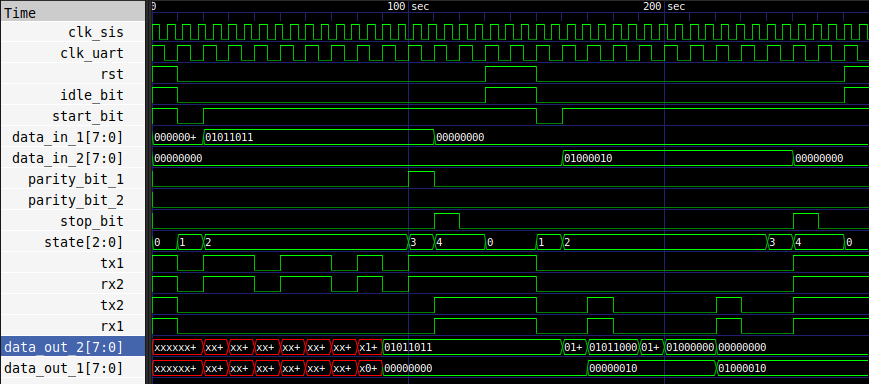 Time 0 100 sec 200 sec
clk_sis
clk_uart
rst
idle_bit
start_bit
data_in_1[7:0] 000000+ 01011011 00000000
data_in_2[7:0] 00000000 01000010 00000000
parity_bit_1
parity_bit_2
stop_bit
state[2:0] 0 1 2 3 4 0 1 2 3 4 0
tx1
rx2
tx2
rx1
data_out_2[7:0] xxxxxx+ xx+ xx+ xx+ xx+ xx+ xx+ x1+ 01011011 01+ 01011000 01+ 01000000 00000000
data_out_1[7:0] xxxxxx+ xx+ xx+ xx+ xx+ xx+ xx+ x0+ 00000000 00000010 01000010